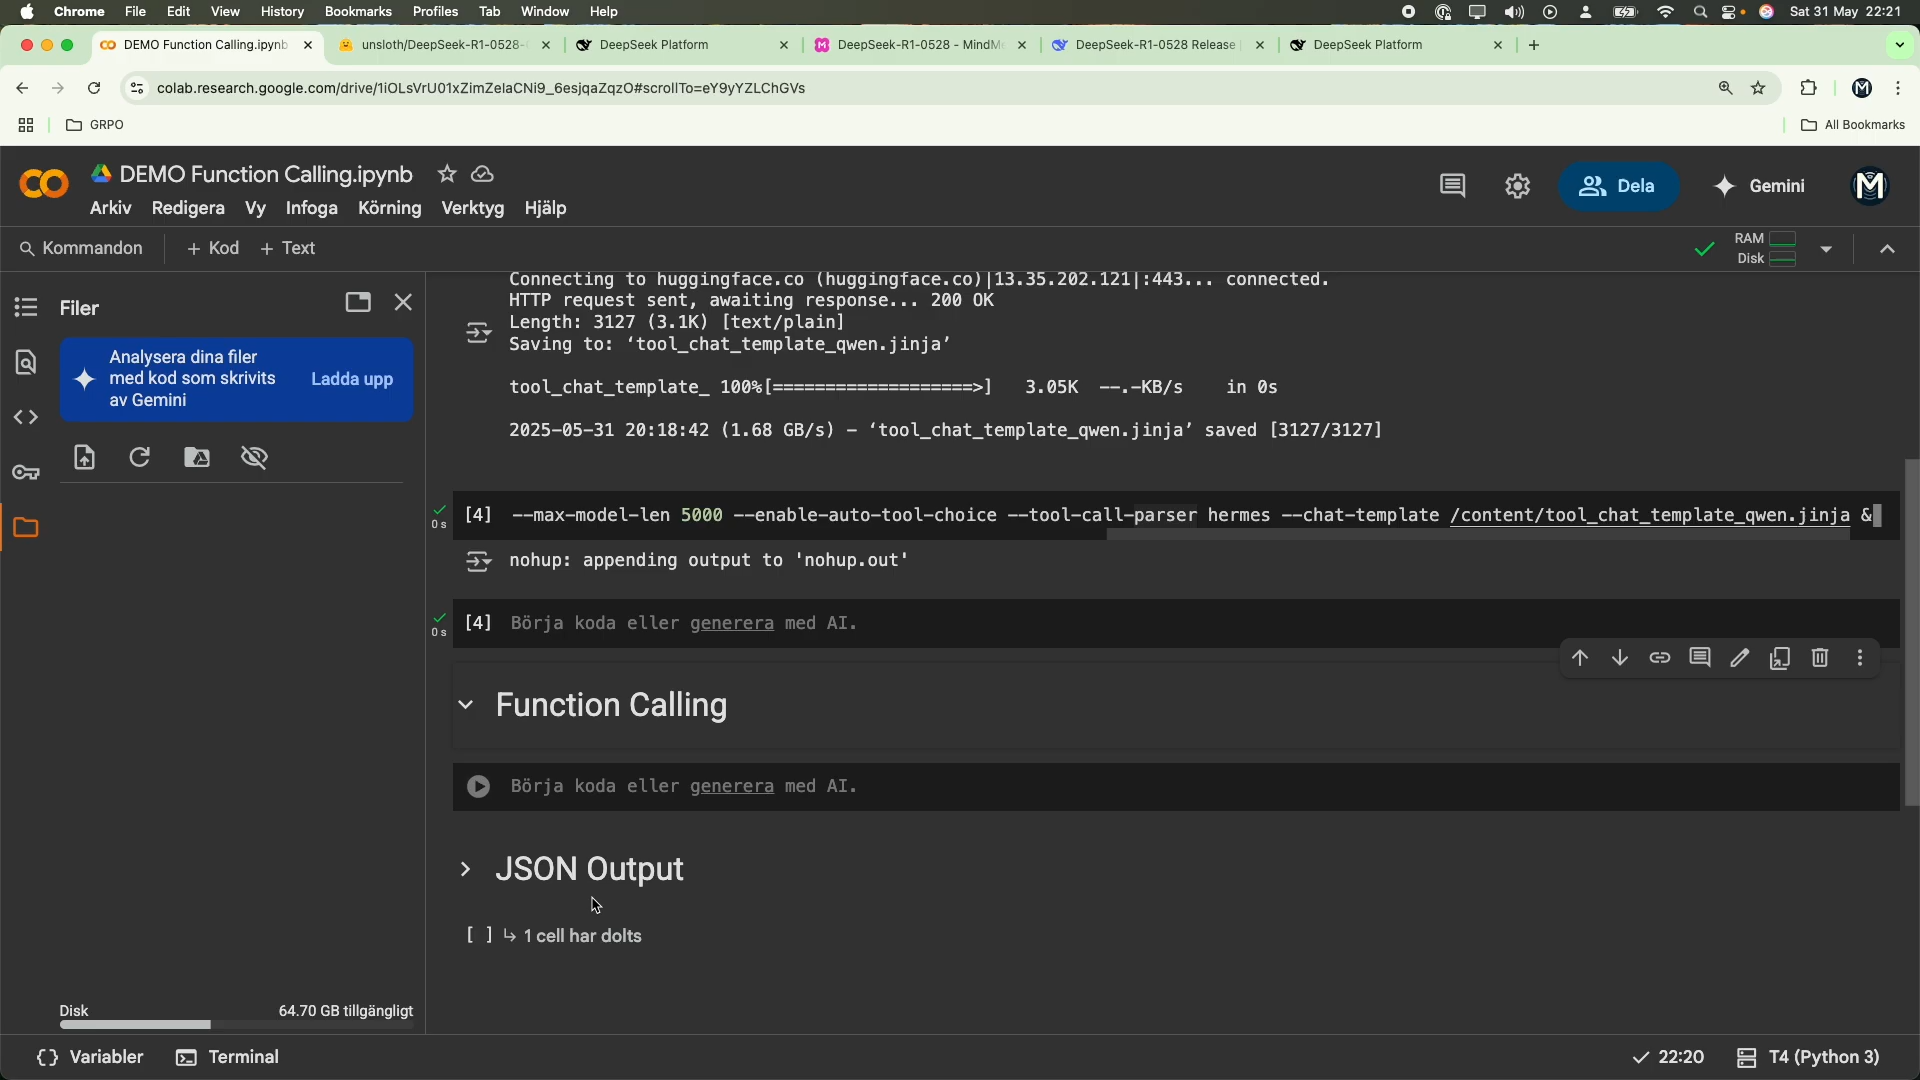 Chrome File Edit View History Bookmarks Profiles Tab Window Help Sat 31 May 22:21
DEMO Function Calling.ipynb unsloth/DeepSeek-R1-0528- DeepSeek Platform DeepSeek-R1-0528 - MindM DeepSeek-R1-0528 Release DeepSeek Platform
colab.research.google.com/drive/1iOLsVrU01xZimZelaCNi9_6esjqaZqzO#scrollTo=eY9yYZLChGVs
GRPO All Bookmarks
DEMO Function Calling.ipynb
Dela Gemini
Arkiv Redigera Vy Infoga Körning Verktyg Hjälp
Kommandon + Kod + Text RAM
Disk
Filer
Analysera dina filer
med kod som skrivits
av Gemini
Ladda upp
Connecting to huggingface.co (huggingface.co)|13.35.202.121|:443... connected.
HTTP request sent, awaiting response... 200 OK
Length: 3127 (3.1K) [text/plain]
Saving to: ‘tool_chat_template_qwen.jinja’
tool_chat_template_ 100%[===================>] 3.05K --.-KB/s in 0s
2025-05-31 20:18:42 (1.68 GB/s) - ‘tool_chat_template_qwen.jinja’ saved [3127/3127]
0 s [4] --max-model-len 5000 --enable-auto-tool-choice --tool-call-parser hermes --chat-template /content/tool_chat_template_qwen.jinja &
nohup: appending output to 'nohup.out'
0 s [4] Börja koda eller generera med AI.
Function Calling
Börja koda eller generera med AI.
JSON Output
[ ] ↳ 1 cell har dolts
Disk 64.70 GB tillgängligt
{} Variabler Terminal 22:20 T4 (Python 3)